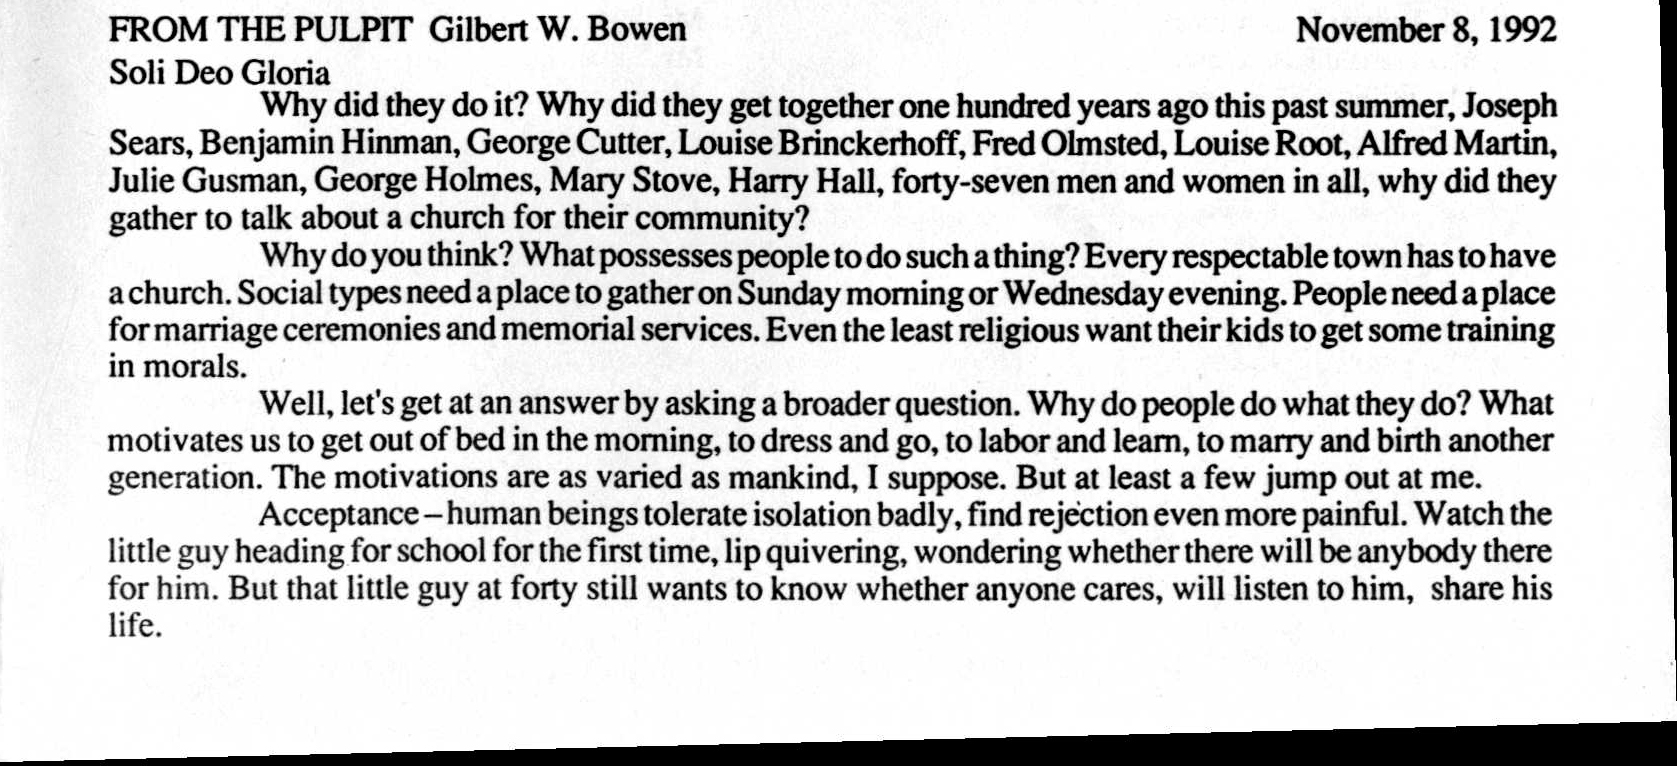 FROM THE PULPIT Gilbert W. Bowen November 8, 1992
Soli Deo Gloria
Why did they do it? Why did they get together one hundred years ago this past summer, Joseph
Sears, Benjamin Hinman, George Cutter, Louise Brinckerhoff, Fred Olmsted, Louise Root, Alfred Martin,
Julie Gusman, George Holmes, Mary Stove, Harry Hall, forty-seven men and women in all, why did they
gather to talk about a church for their community?
Why do you think? What possesses people to do such a thing? Every respectable town has to have
a church. Social types need a place to gather on Sunday morning or Wednesday evening. People need a place
for marriage ceremonies and memorial services. Even the least religious want their kids to get some training
in morals.
Well, let's get at an answer by asking a broader question. Why do people do what they do? What
motivates us to get out of bed in the morning, to dress and go, to labor and learn, to marry and birth another
generation. The motivations are as varied as mankind, I suppose. But at least a few jump out at me.
Acceptance – human beings tolerate isolation badly, find rejection even more painful. Watch the
little guy heading for school for the first time, lip quivering, wondering whether there will be anybody there
for him. But that little guy at forty still wants to know whether anyone cares, will listen to him, share his
life.